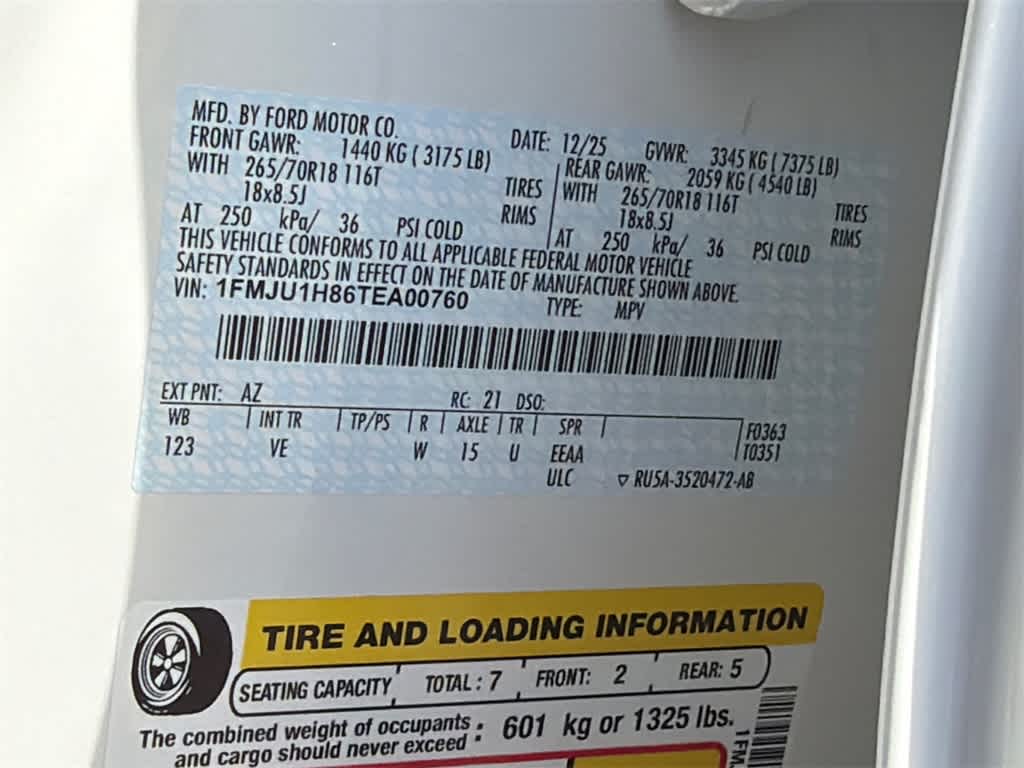 MFD. BY FORD MOTOR CO.
DATE: 12/25 GVWR: 3345 KG ( 7375 LB)
FRONT GAWR: 1440 KG ( 3175 LB)
REAR GAWR: 2059 KG ( 4540 LB)
WITH 265/70R18 116T TIRES
WITH 265/70R18 116T TIRES
18x8.5J RIMS
18x8.5J RIMS
AT 250 kPa/ 36 PSI COLD
AT 250 kPa/ 36 PSI COLD
THIS VEHICLE CONFORMS TO ALL APPLICABLE FEDERAL MOTOR VEHICLE
SAFETY STANDARDS IN EFFECT ON THE DATE OF MANUFACTURE SHOWN ABOVE.
VIN: 1FMJU1H86TEA00760 TYPE: MPV
EXT PNT: AZ RC: 21 DSO:
WB INT TR TP/PS R AXLE TR SPR F0363
123 VE W 15 U EEAA T0351
ULC ▽ RU5A-3520472-AB
TIRE AND LOADING INFORMATION
SEATING CAPACITY TOTAL : 7 FRONT: 2 REAR: 5
The combined weight of occupants : 601 kg or 1325 lbs.
and cargo should never exceed
1FM